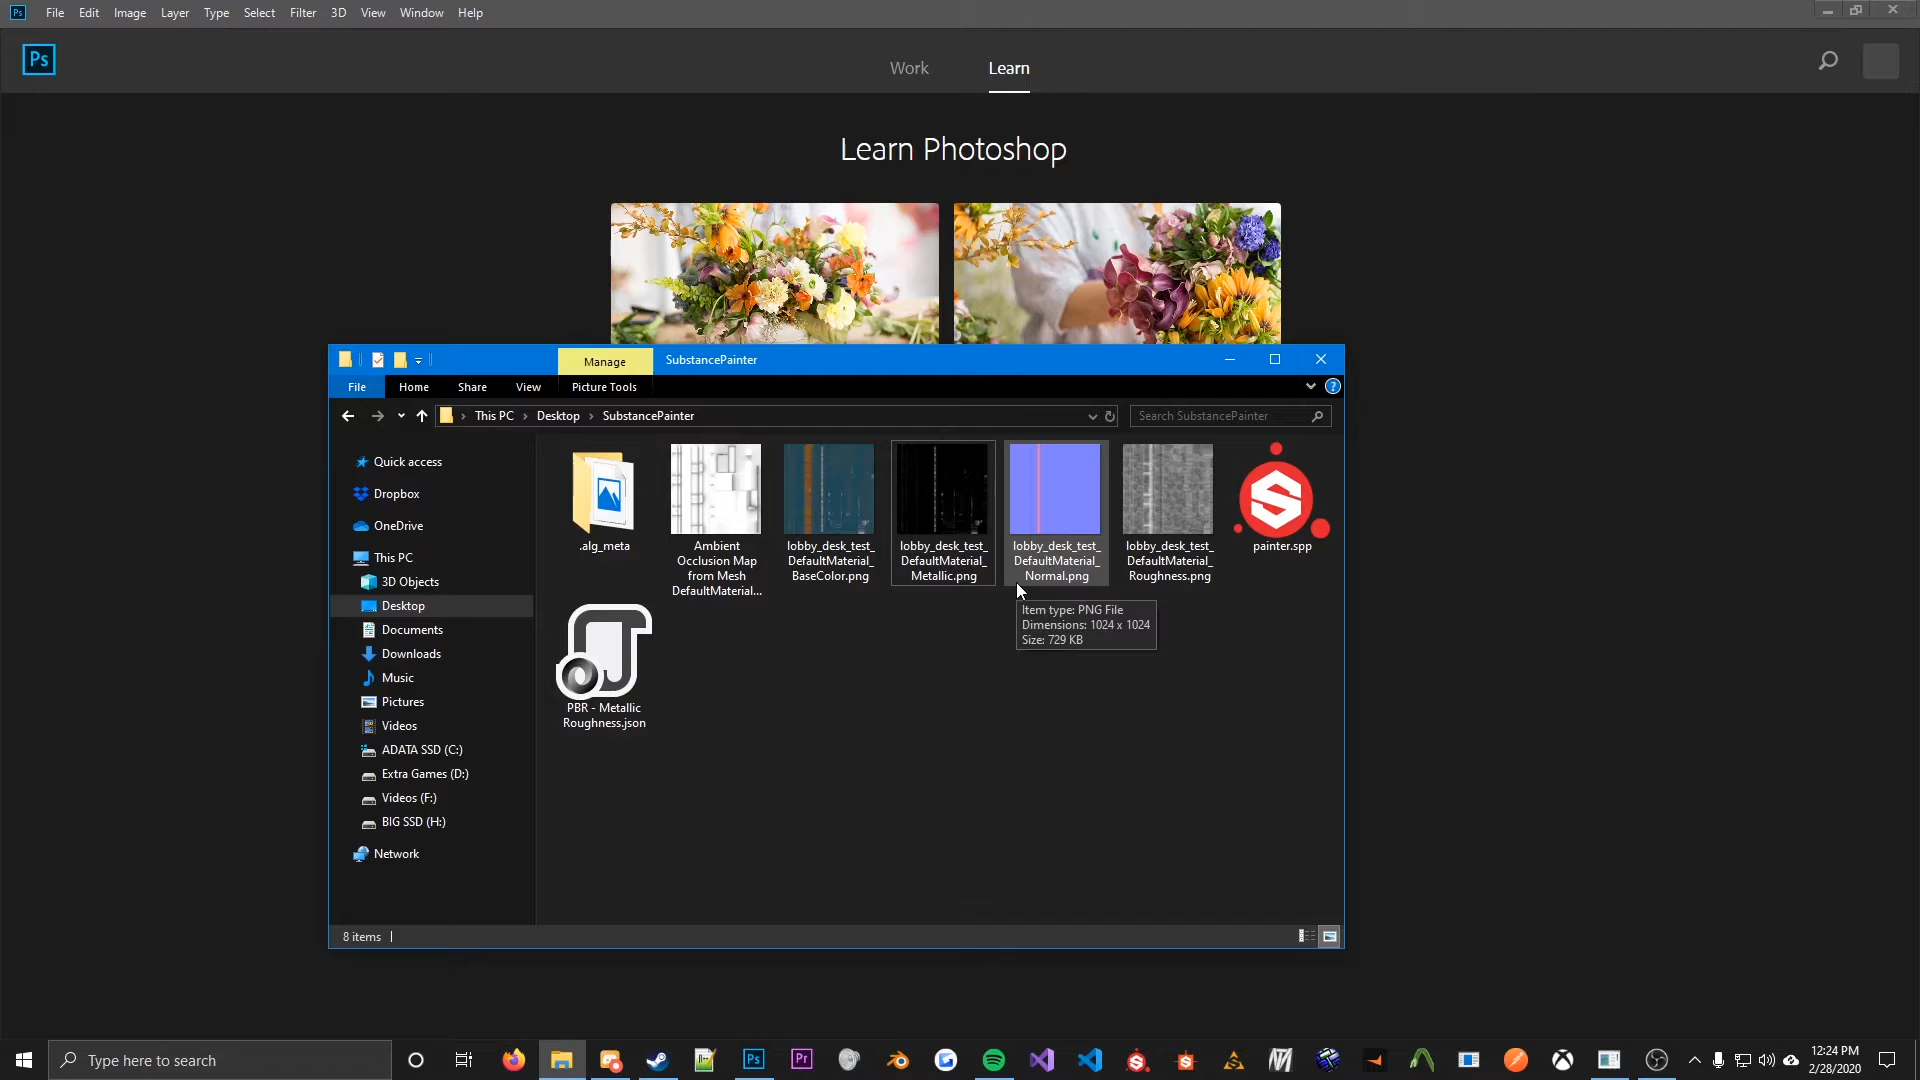 Ps File Edit Image Layer Type Select Filter 3D View Window Help
Ps Work Learn
Learn Photoshop
Manage SubstancePainter
File Home Share View Picture Tools
This PC Desktop SubstancePainter Search SubstancePainter
Quick access
Dropbox
OneDrive
This PC
3D Objects
Desktop
Documents
Downloads
Music
Pictures
Videos
ADATA SSD (C:)
Extra Games (D:)
Videos (F:)
BIG SSD (H:)
Network
.alg_meta
Ambient
Occlusion Map
from Mesh
DefaultMaterial...
lobby_desk_test_
DefaultMaterial_
BaseColor.png
lobby_desk_test_
DefaultMaterial_
Metallic.png
lobby_desk_test_
DefaultMaterial_
Normal.png
lobby_desk_test_
DefaultMaterial_
Roughness.png
painter.spp
Item type: PNG File
Dimensions: 1024 x 1024
Size: 729 KB
PBR - Metallic
Roughness.json
8 items
Type here to search
Ps
Pr
12:24 PM
2/28/2020